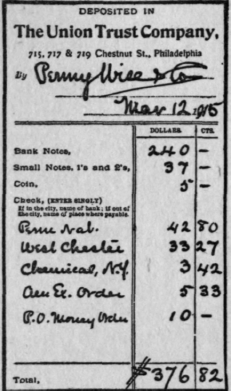 DEPOSITED IN
The Union Trust Company,
715, 717 & 719 Chestnut St., Philadelphia
By Penny Wise & Co
Mar 12 1915
DOLLARS. CTS.
Bank Notes, 240 –
Small Notes, 1's and 2's, 37 –
Coin, 5 –
Check, (ENTER SINGLY)
If in the city, name of bank; if out of
the city, name of place where payable.
Penn Nat. 42 80
West Chester 33 27
Chemical, N.Y. 3 42
Am Ex. Order 5 33
P.O. Money Order 10 –
Total, $376 82